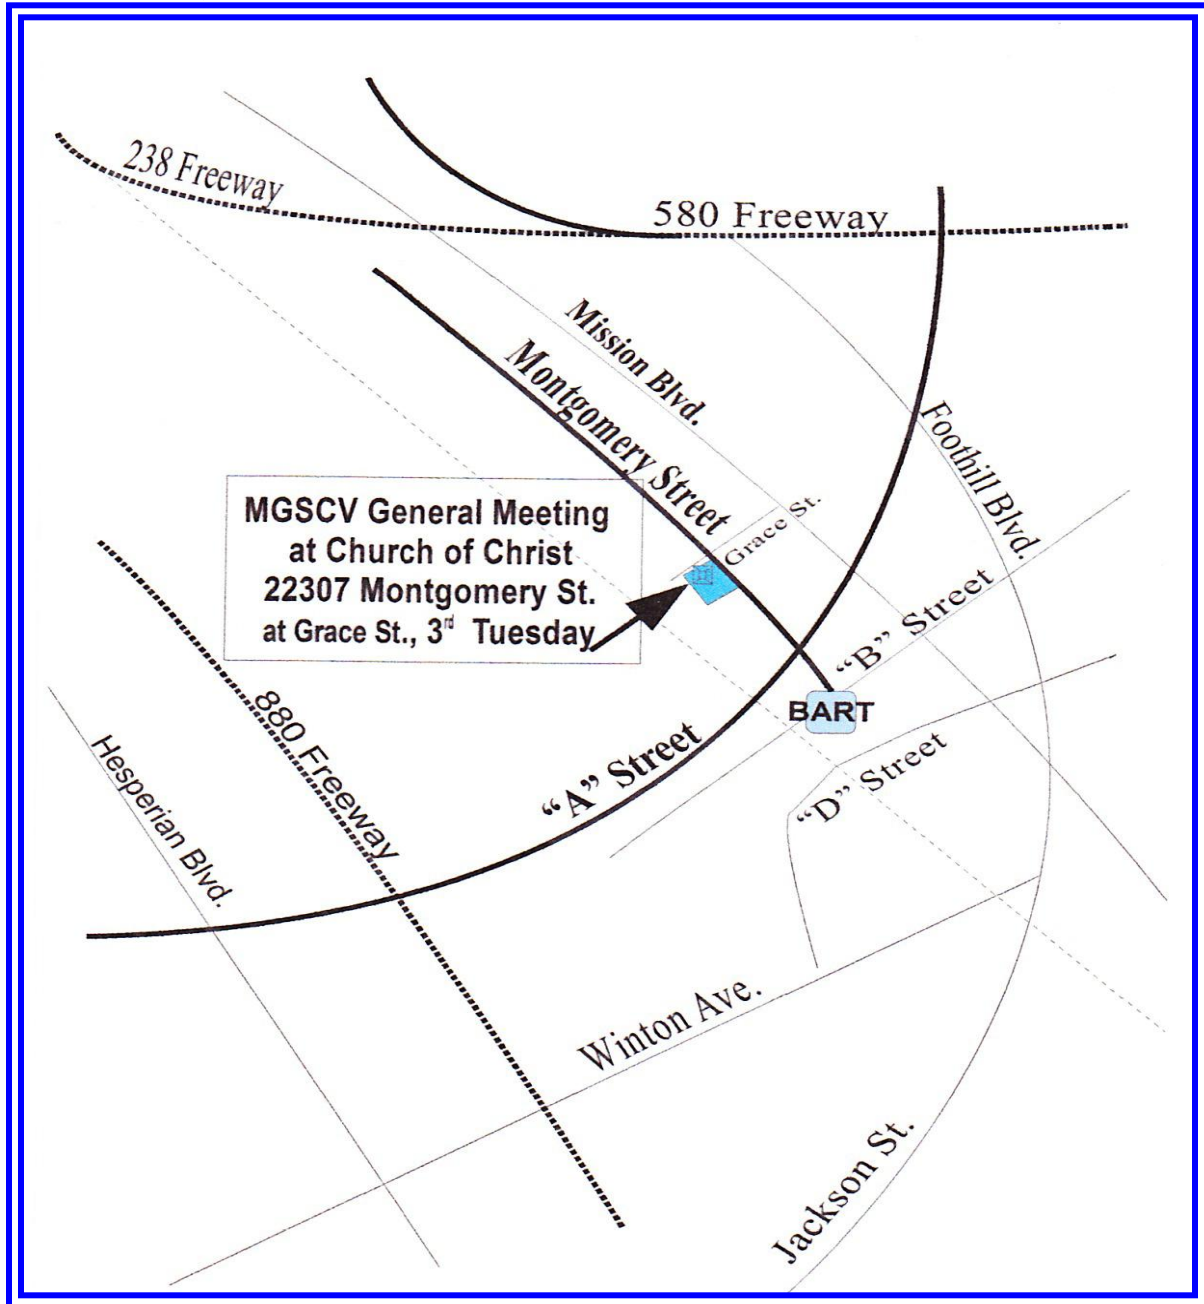 238 Freeway
580 Freeway
Mission Blvd.
Montgomery Street
Foothill Blvd.
Grace St.
MGSCV General Meeting
at Church of Christ
22307 Montgomery St.
at Grace St., 3rd Tuesday
"B" Street
BART
880 Freeway
"A" Street
Hesperian Blvd.
"D" Street
Winton Ave.
Jackson St.